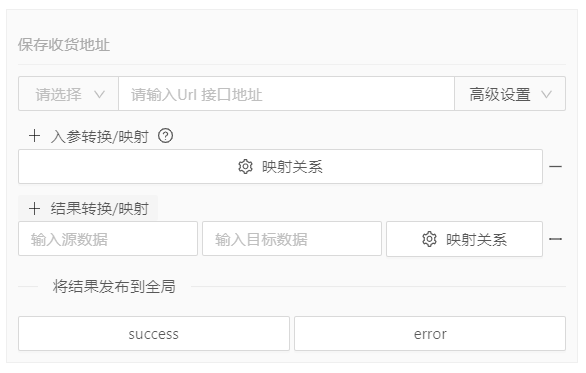 保存收货地址
请选择 请输入Url 接口地址 高级设置
入参转换/映射
映射关系
结果转换/映射
输入源数据 输入目标数据 映射关系
将结果发布到全局
success error